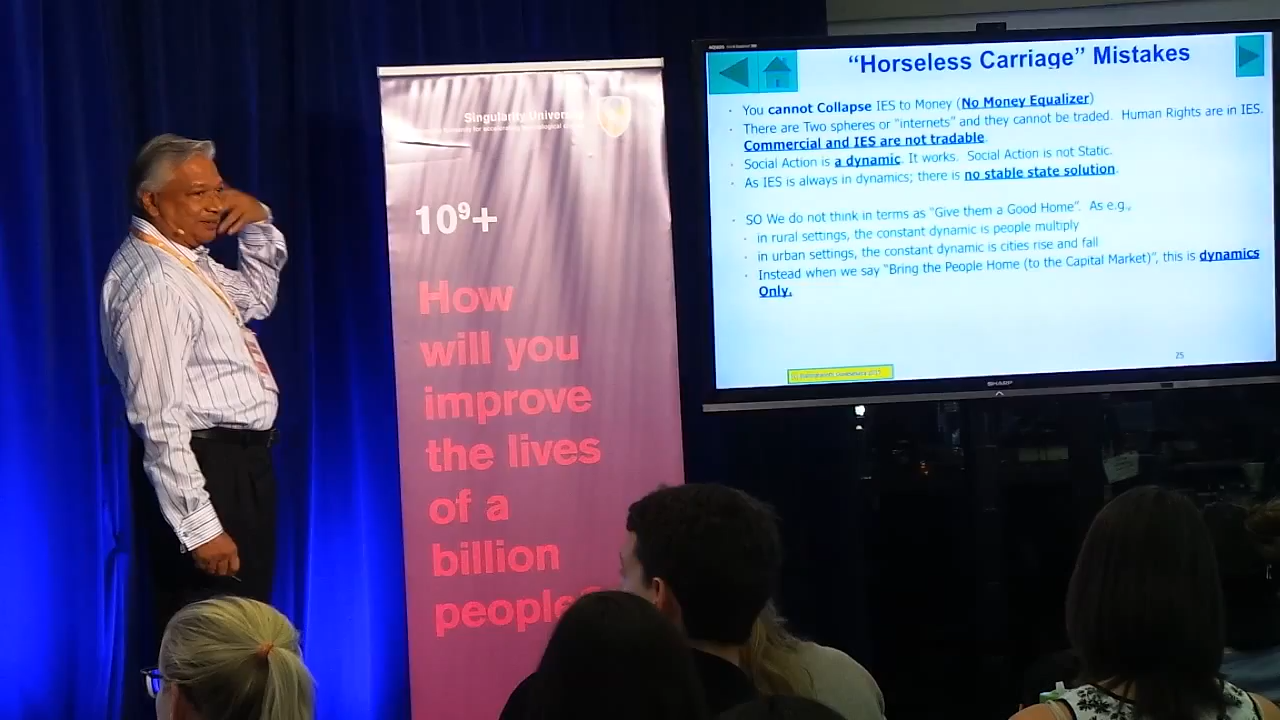 Singularity University
10⁹+
How
will you
improve
the lives
of a
billion
people?
“Horseless Carriage” Mistakes
· You cannot Collapse IES to Money (No Money Equalizer)
· There are Two spheres or “internets” and they cannot be traded. Human Rights are in IES.
Commercial and IES are not tradable.
· Social Action is a dynamic. It works. Social Action is not Static.
· As IES is always in dynamics; there is no stable state solution.
· SO We do not think in terms as “Give them a Good Home”. As e.g.,
· in rural settings, the constant dynamic is people multiply
· in urban settings, the constant dynamic is cities rise and fall
· Instead when we say “Bring the People Home (to the Capital Market)”, this is dynamics
Only.
25
SHARP